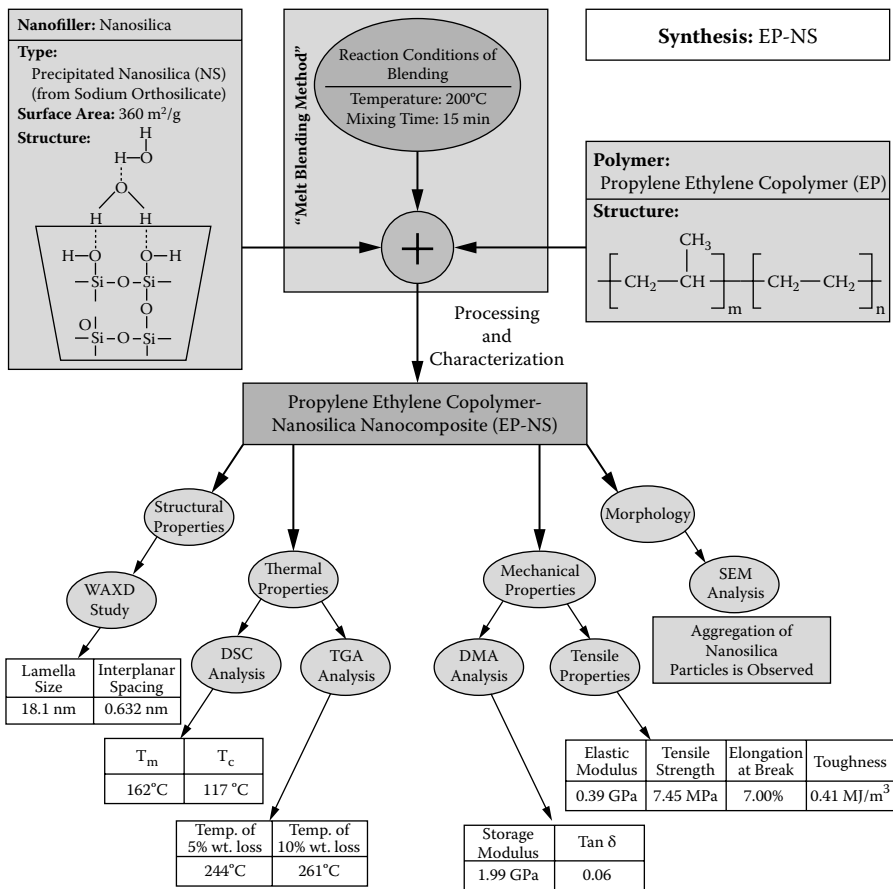 Nanofiller: Nanosilica
Type:
Precipitated Nanosilica (NS)
(from Sodium Orthosilicate)
Surface Area: 360 m²/g
Structure:
H
H–O
O
H H
H–O O–H
–Si–O–Si–
O
O
–Si–O–Si–
"Melt Blending Method"
Reaction Conditions of
Blending
Temperature: 200°C
Mixing Time: 15 min
+
Synthesis: EP-NS
Polymer:
Propylene Ethylene Copolymer (EP)
Structure:
CH₃
CH₂–CH CH₂–CH₂
m n
Processing
and
Characterization
Propylene Ethylene Copolymer-
Nanosilica Nanocomposite (EP-NS)
Structural
Properties
WAXD
Study
Lamella Size Interplanar Spacing
18.1 nm 0.632 nm
Thermal
Properties
DSC
Analysis
Tm Tc
162°C 117 °C
TGA
Analysis
Temp. of 5% wt. loss Temp. of 10% wt. loss
244°C 261°C
Mechanical
Properties
DMA
Analysis
Storage Modulus Tan δ
1.99 GPa 0.06
Tensile
Properties
Elastic Modulus Tensile Strength Elongation at Break Toughness
0.39 GPa 7.45 MPa 7.00% 0.41 MJ/m³
Morphology
SEM
Analysis
Aggregation of
Nanosilica
Particles is Observed